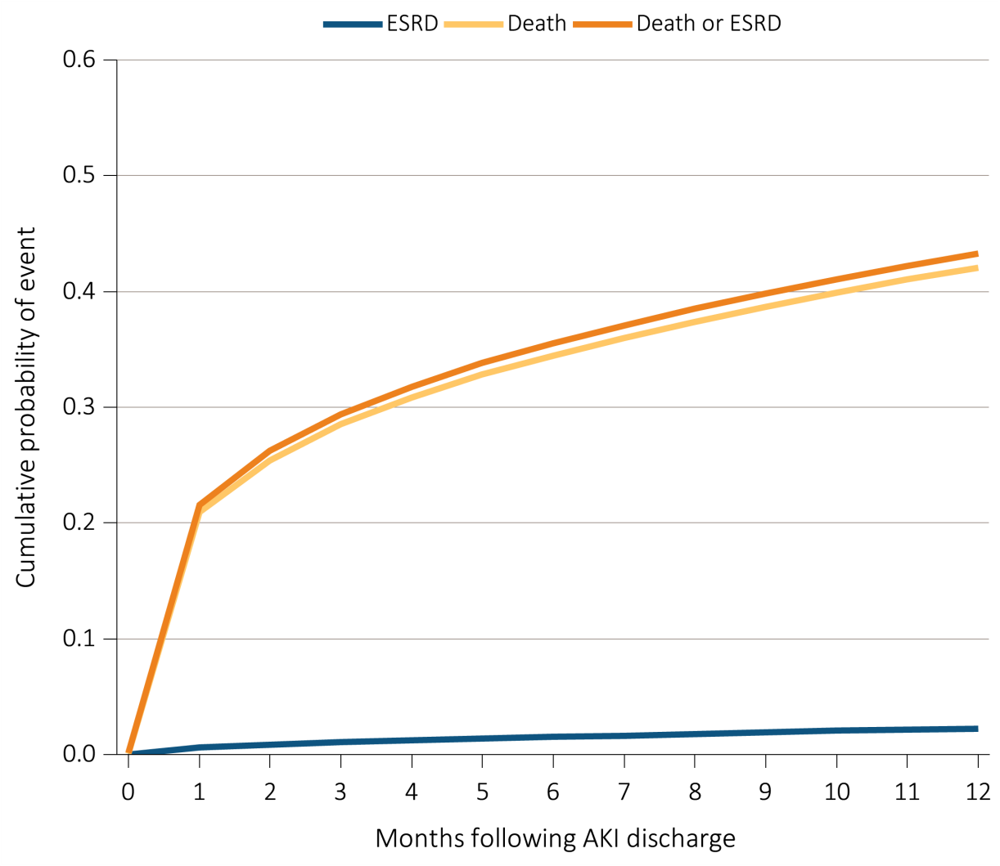 ESRD Death Death or ESRD
0.6
0.5
0.4
0.3
0.2
0.1
0.0
Cumulative probability of event
0 1 2 3 4 5 6 7 8 9 10 11 12
Months following AKI discharge